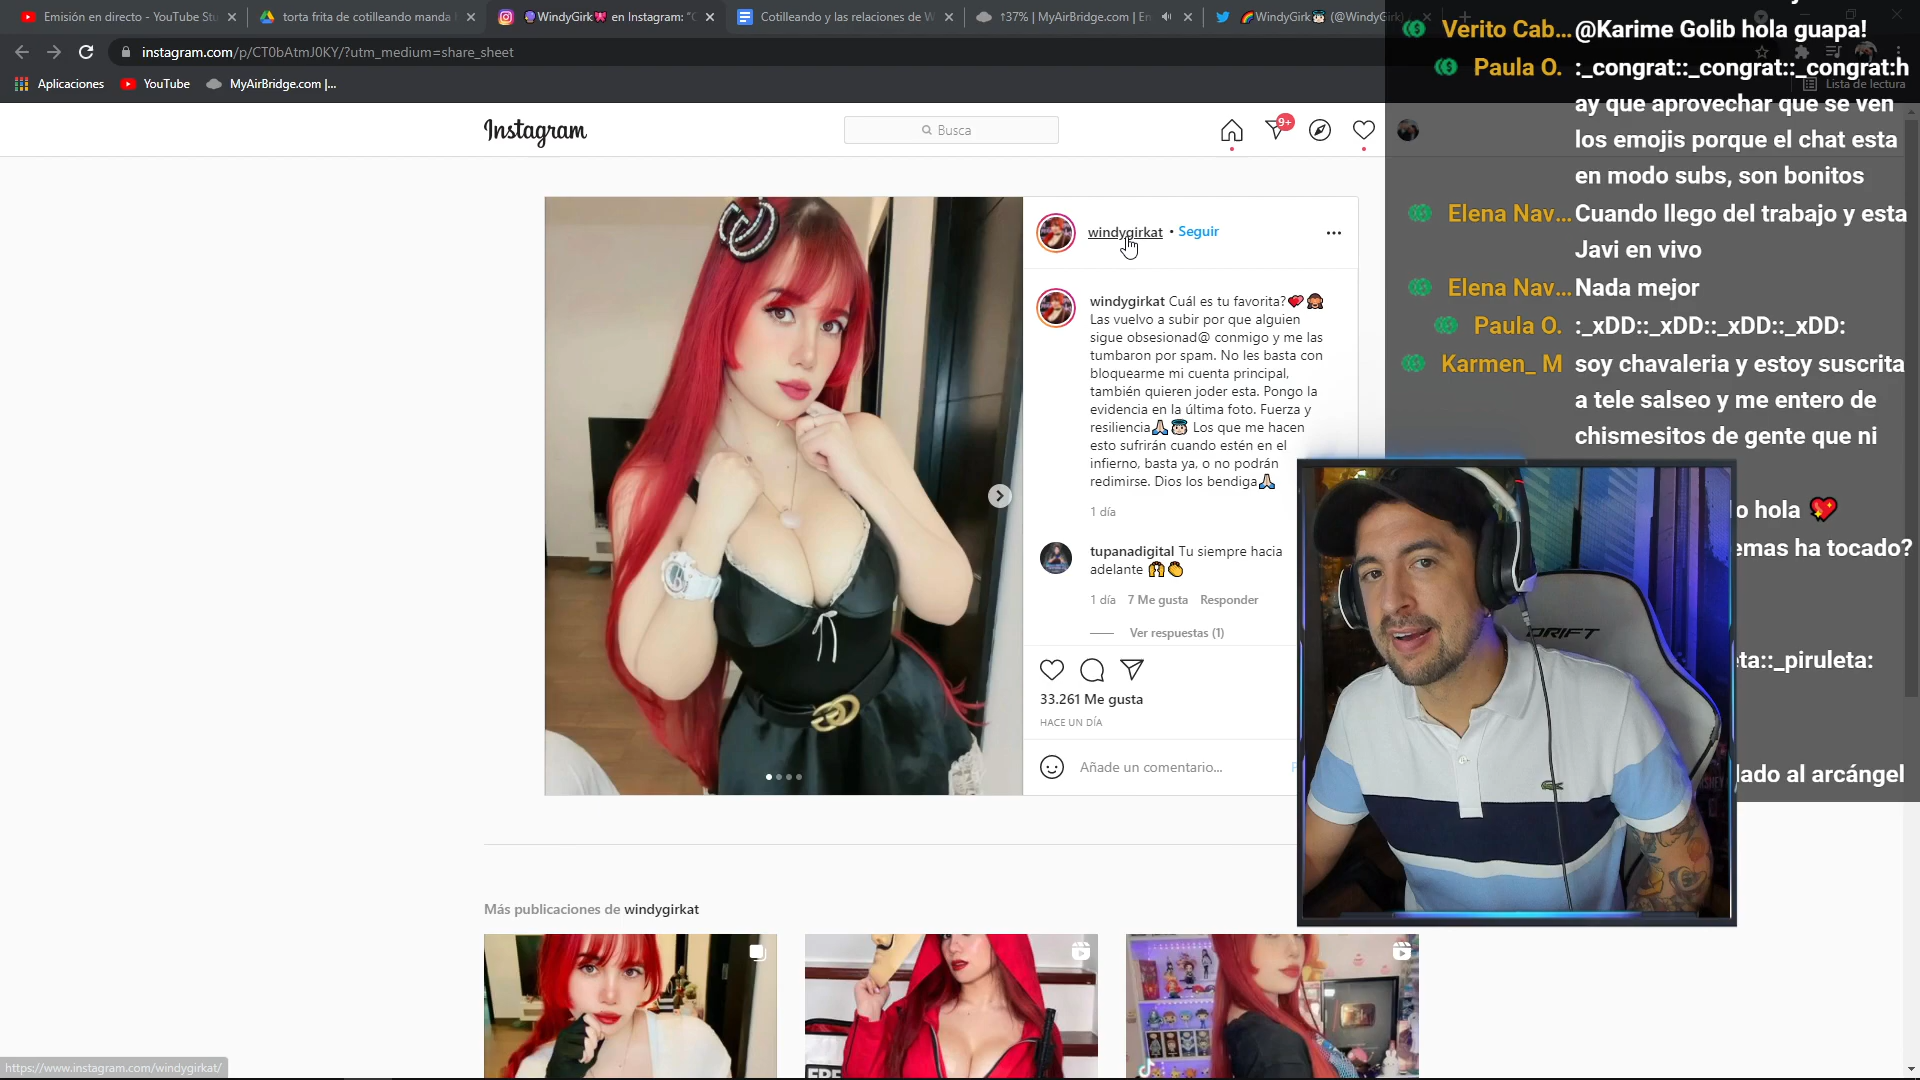 Emisión en directo - YouTube Stu
torta frita de cotilleando manda
WindyGirk en Instagram: "C
Cotilleando y las relaciones de W
↑37% | MyAirBridge.com | En
WindyGirk (@WindyGirk)
instagram.com/p/CT0bAtmJ0KY/?utm_medium=share_sheet
Aplicaciones
YouTube
MyAirBridge.com |...
Lista de lectura
Instagram
Busca
9+
windygirkat • Seguir
windygirkat Cuál es tu favorita?💕🙈
Las vuelvo a subir por que alguien
sigue obsesionad@ conmigo y me las
tumbaron por spam. No les basta con
bloquearme mi cuenta principal,
también quieren joder esta. Pongo la
evidencia en la última foto. Fuerza y
resiliencia🙏🏻👼🏻 Los que me hacen
esto sufrirán cuando estén en el
infierno, basta ya, o no podrán
redimirse. Dios los bendiga🙏🏻
1 día
tupanadigital Tu siempre hacia
adelante 🙌👏
1 día 7 Me gusta Responder
Ver respuestas (1)
33.261 Me gusta
HACE UN DÍA
Añade un comentario...
P
Más publicaciones de windygirkat
FRE
https://www.instagram.com/windygirkat/
Verito Cab... @Karime Golib hola guapa!
Paula O. :_congrat::_congrat::_congrat:h
ay que aprovechar que se ven
los emojis porque el chat esta
en modo subs, son bonitos
Elena Nav... Cuando llego del trabajo y esta
Javi en vivo
Elena Nav... Nada mejor
Paula O. :_xDD::_xDD::_xDD::_xDD:
Karmen_ M soy chavaleria y estoy suscrita
a tele salseo y me entero de
chismesitos de gente que ni
o hola 💖
emas ha tocado?
eta::_piruleta:
lado al arcángel
DRIFT